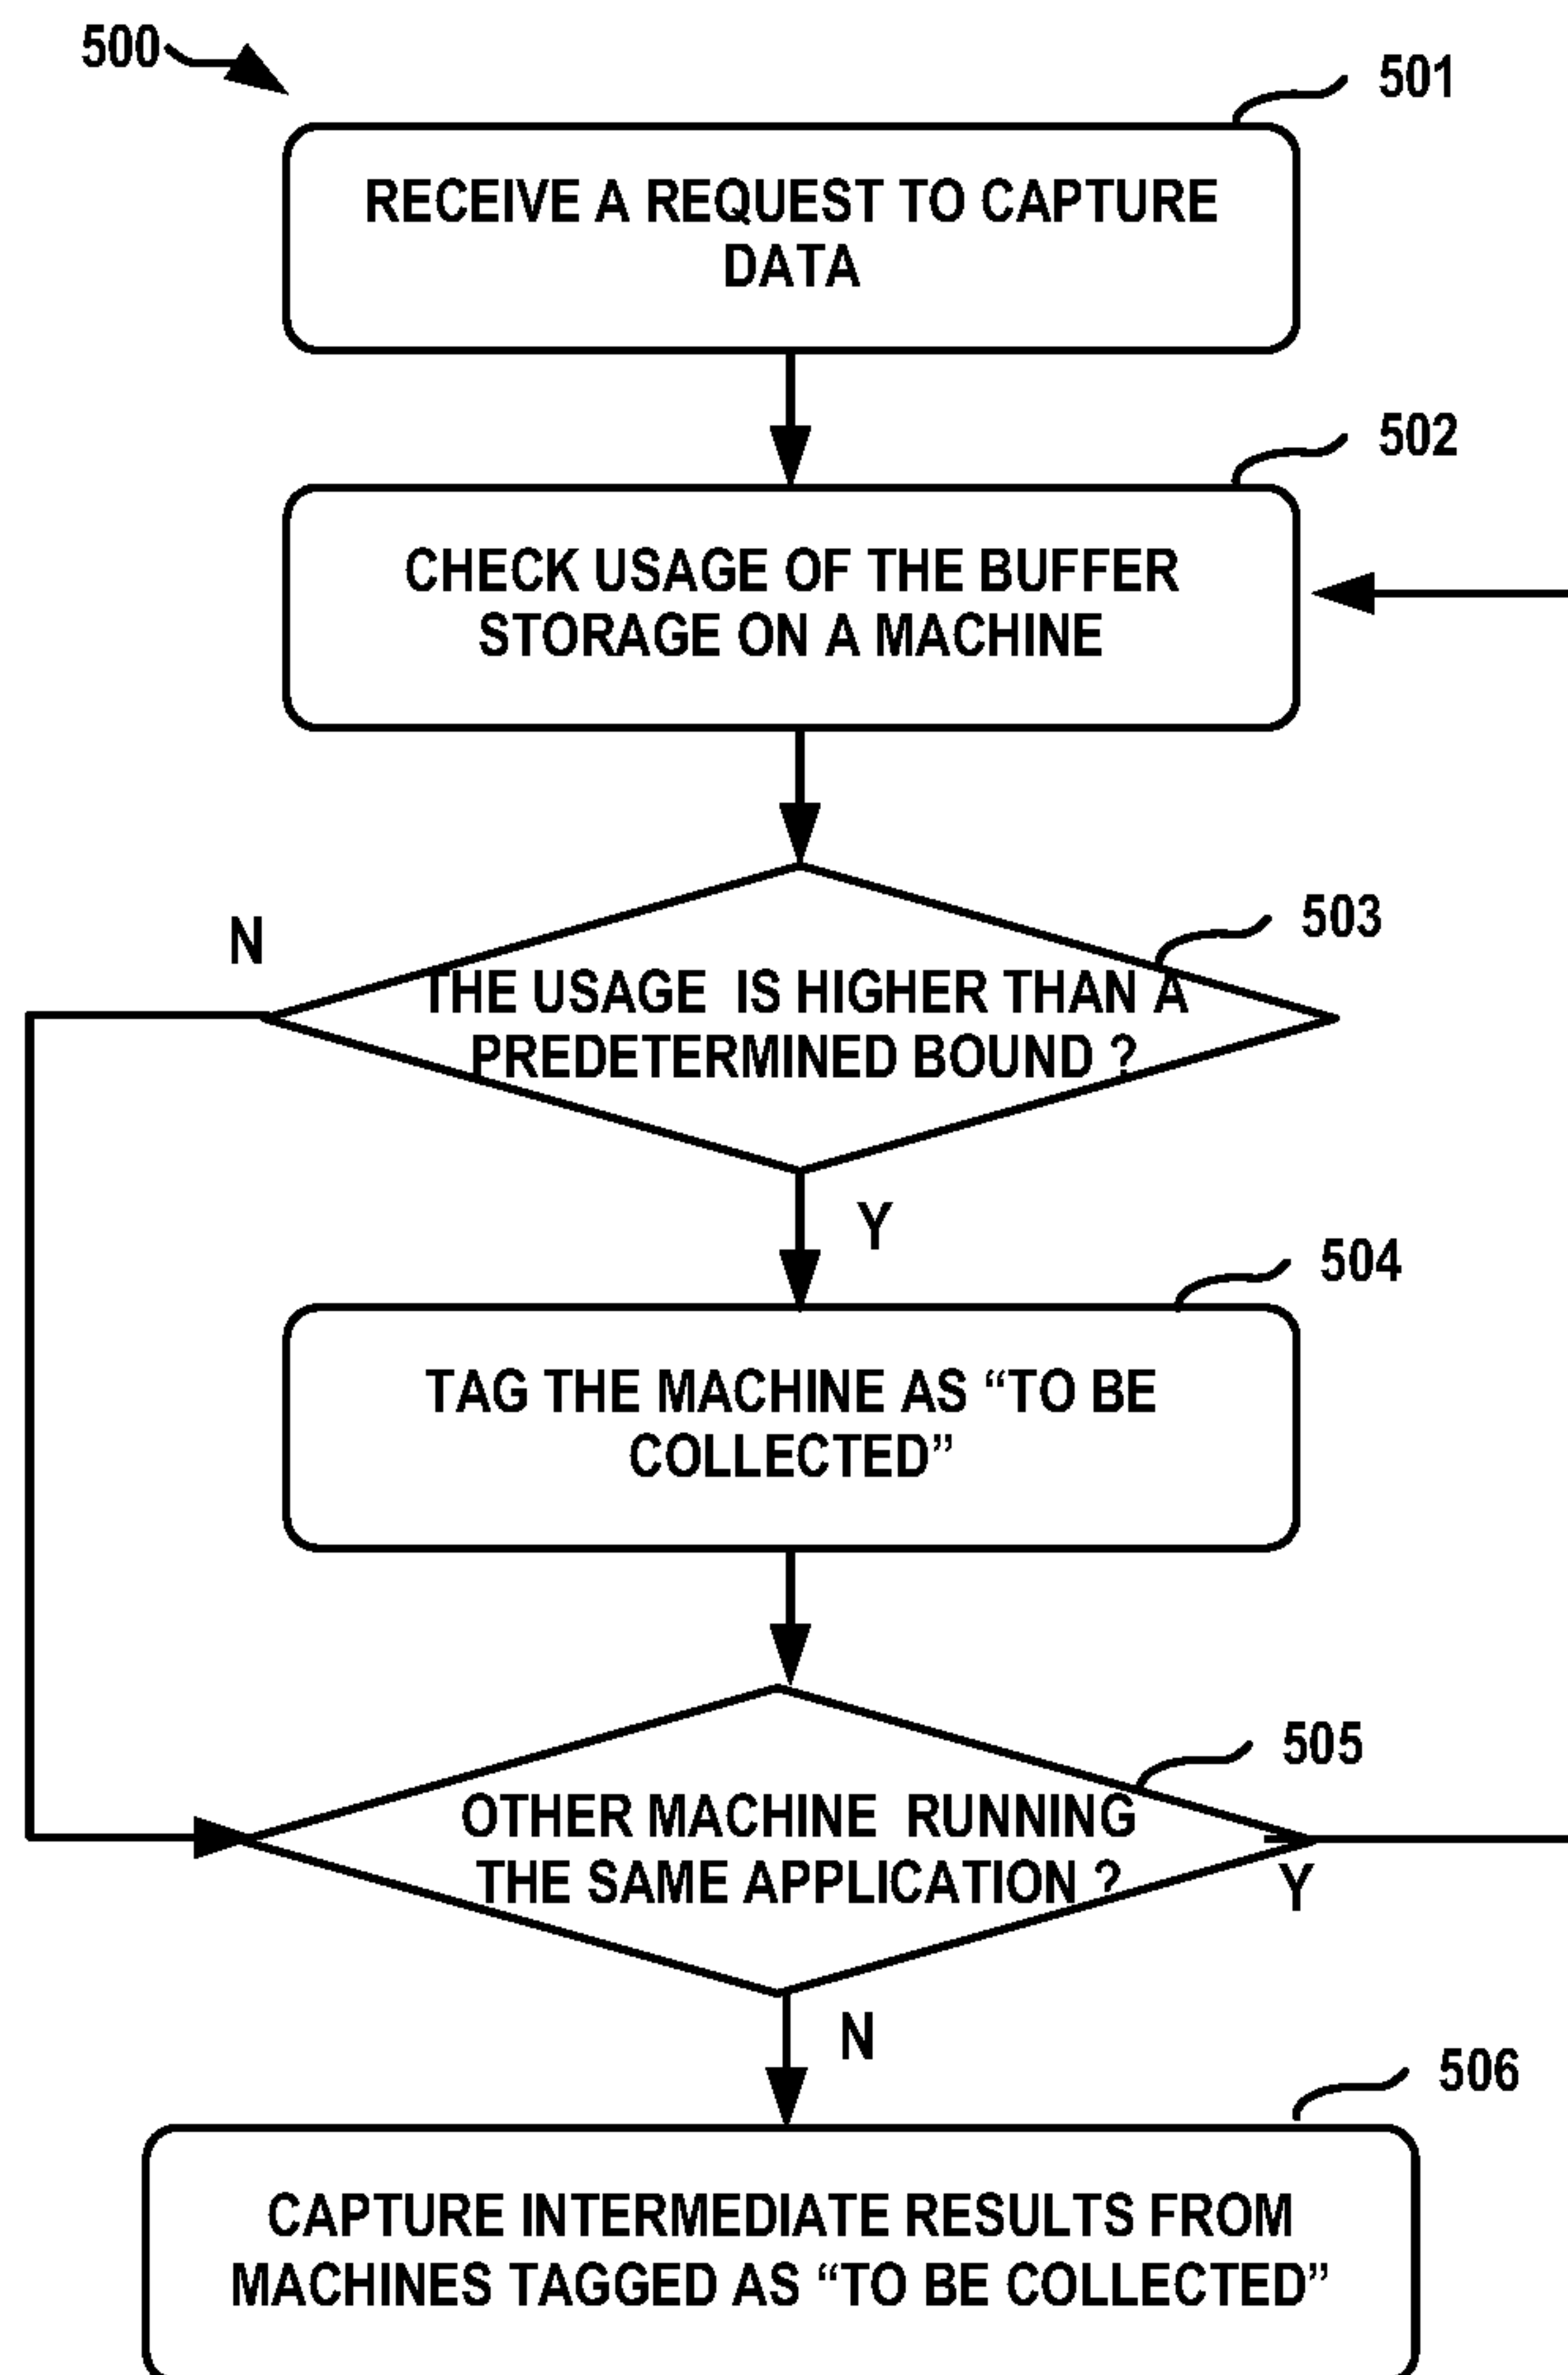 500
501
RECEIVE A REQUEST TO CAPTURE
DATA
502
CHECK USAGE OF THE BUFFER
STORAGE ON A MACHINE
503
N
THE USAGE IS HIGHER THAN A
PREDETERMINED BOUND ?
Y
504
TAG THE MACHINE AS “TO BE
COLLECTED”
505
OTHER MACHINE RUNNING
THE SAME APPLICATION ?
Y
N
506
CAPTURE INTERMEDIATE RESULTS FROM
MACHINES TAGGED AS “TO BE COLLECTED”